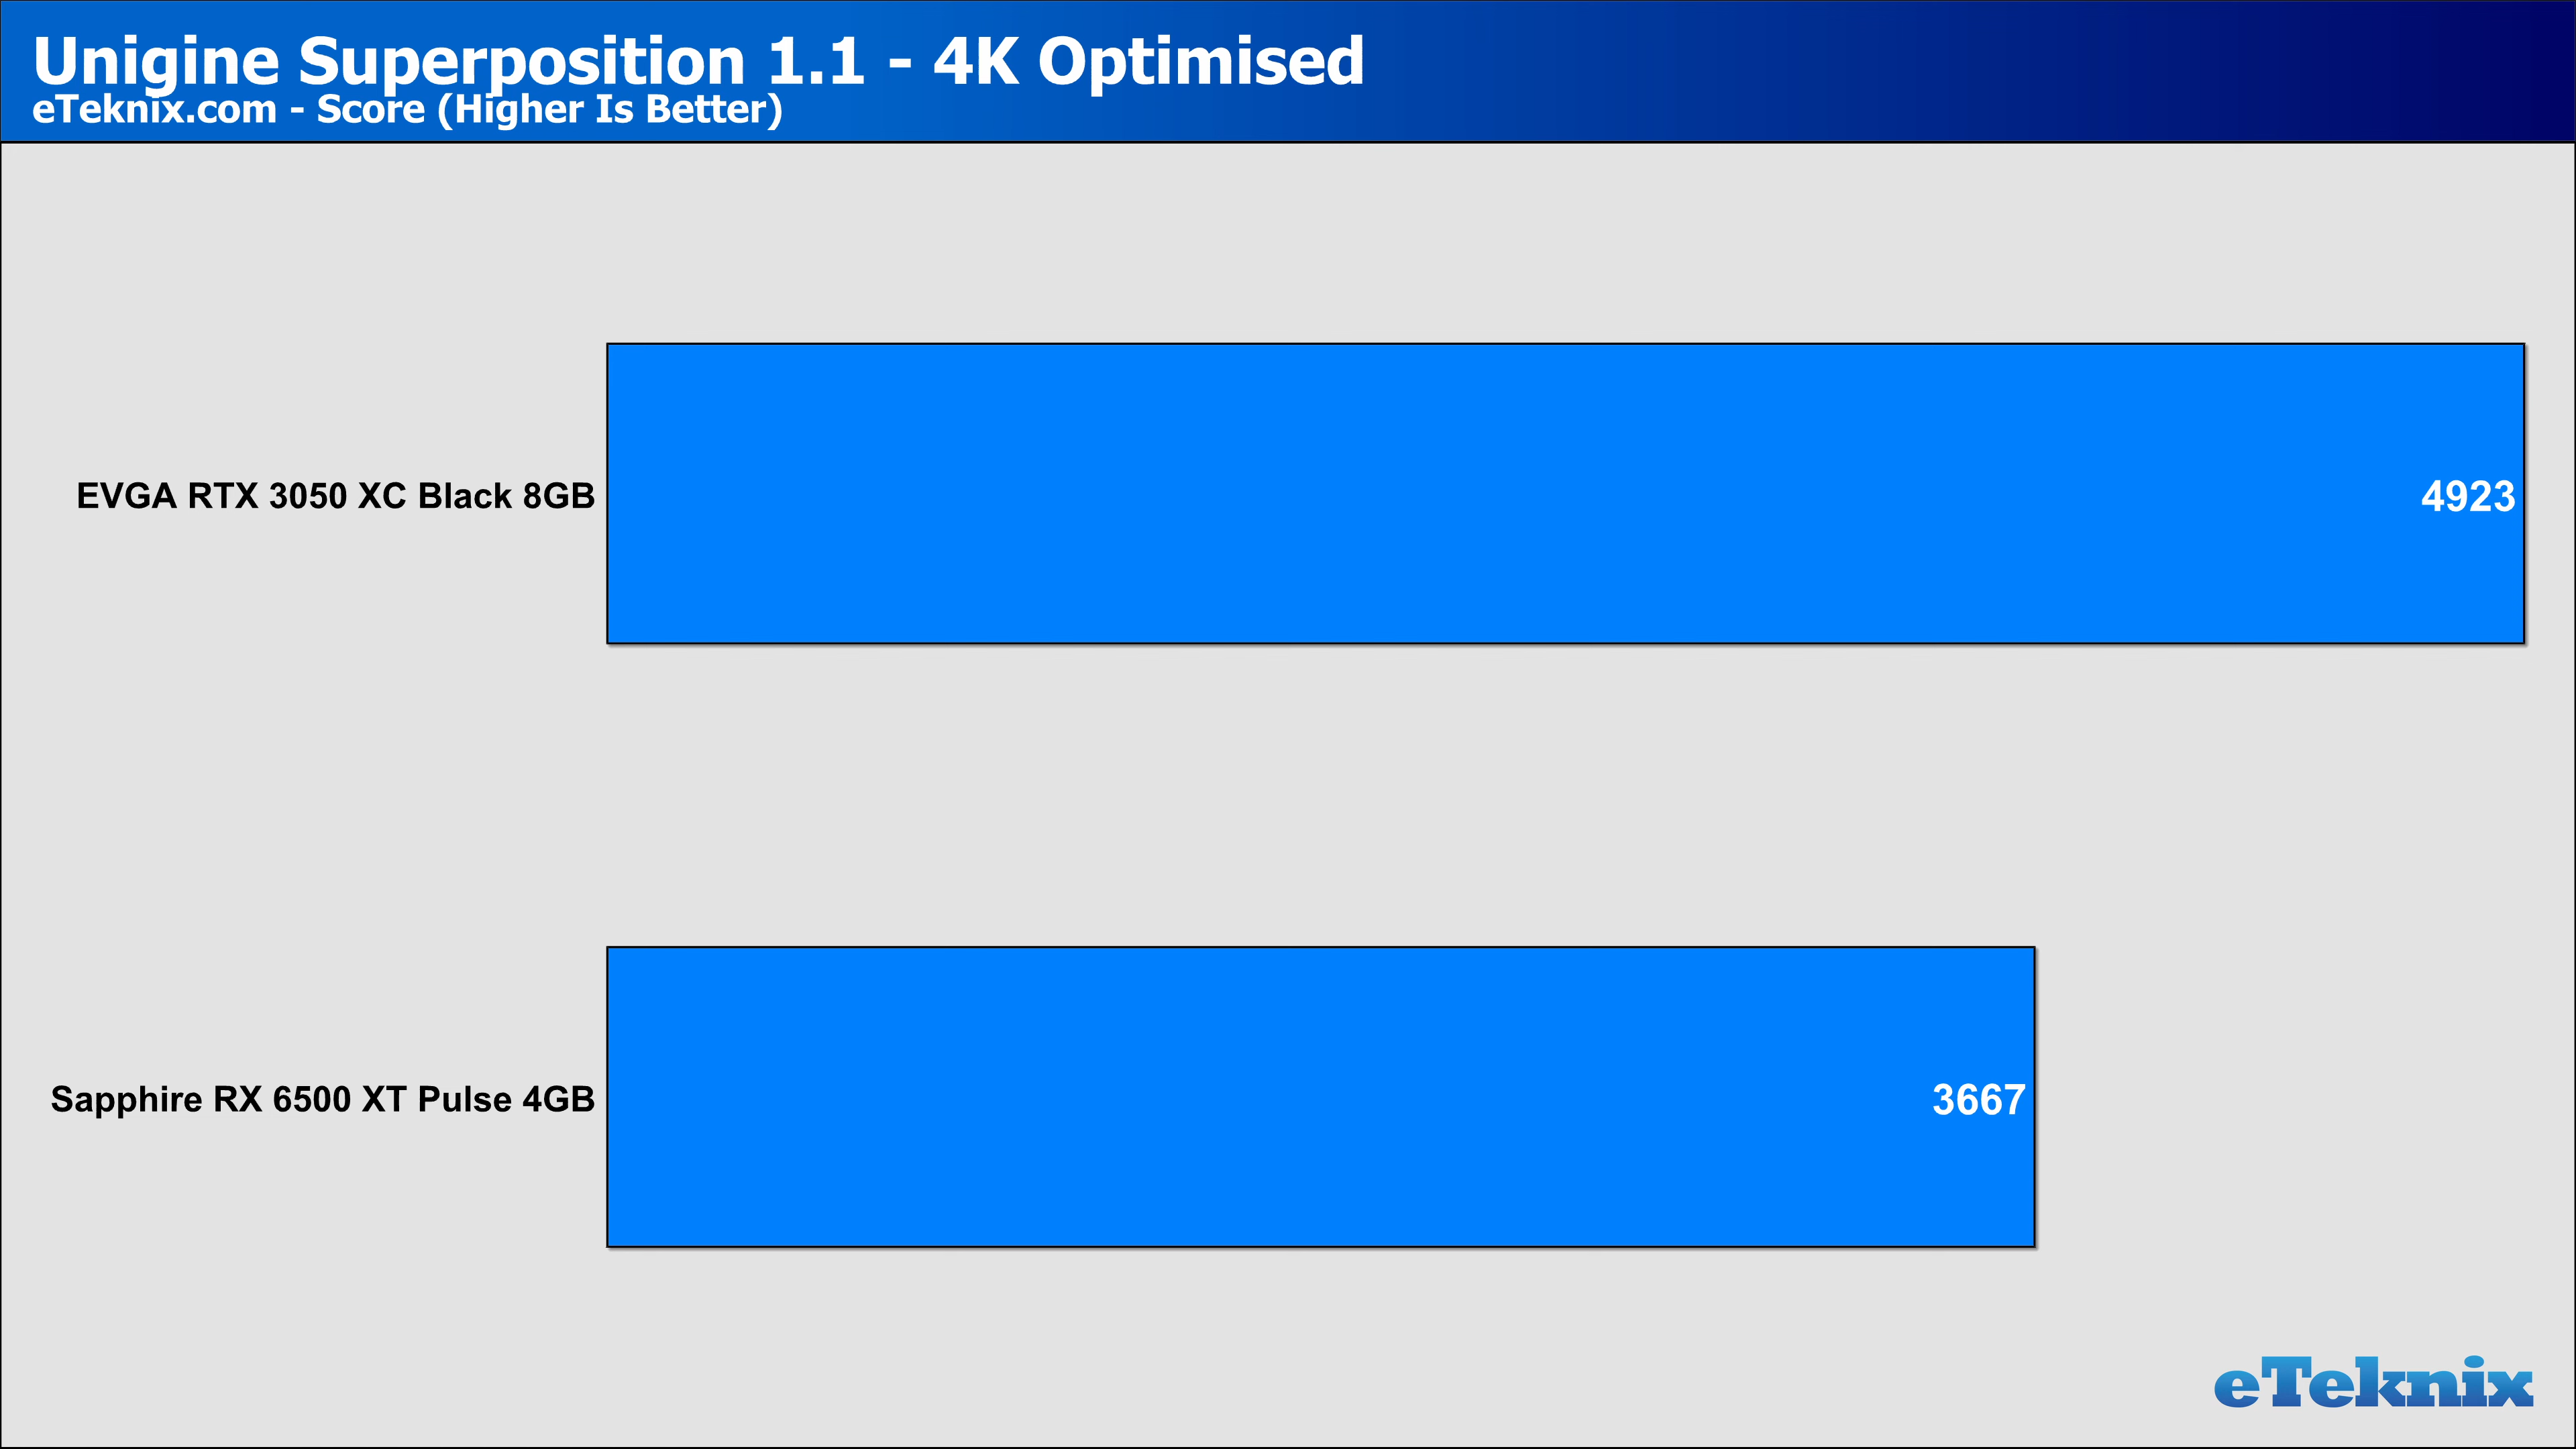 Unigine Superposition 1.1 - 4K Optimised
eTeknix.com - Score (Higher Is Better)
EVGA RTX 3050 XC Black 8GB
4923
Sapphire RX 6500 XT Pulse 4GB
3667
eTeknix